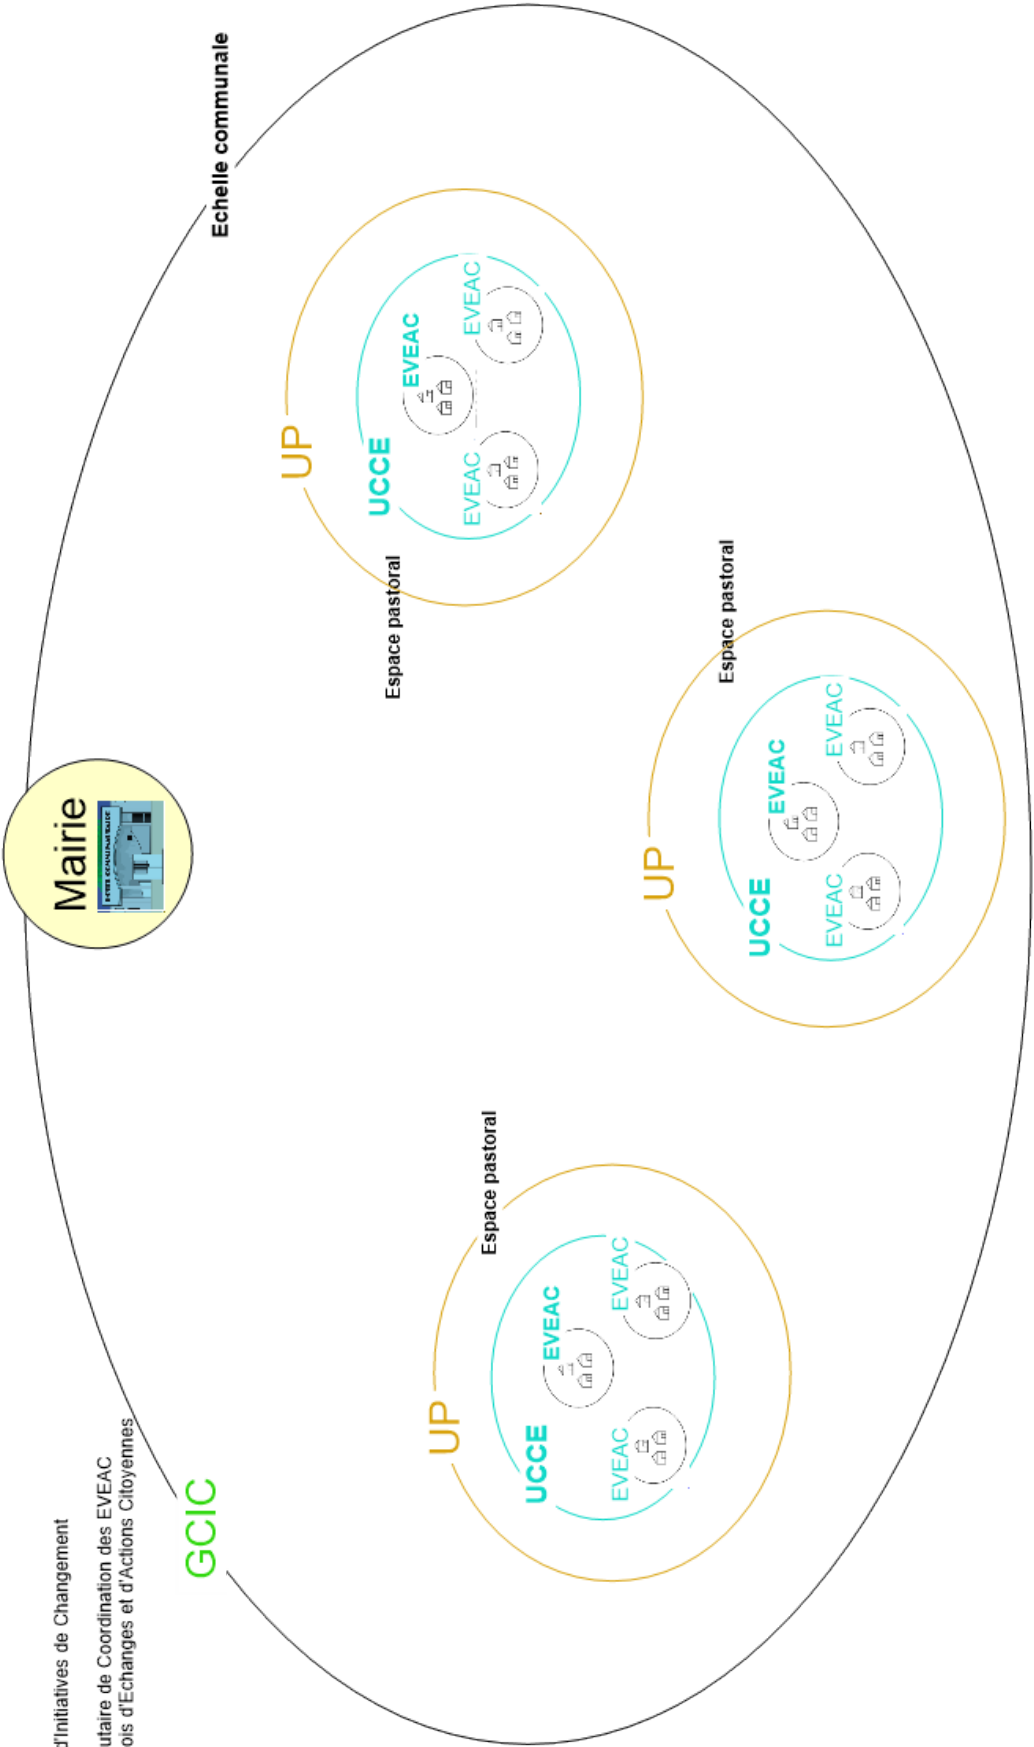 d'Initiatives de Changement
utaire de Coordination des EVEAC
ois d'Echanges et d'Actions Citoyennes
GCIC
Mairie
HOTEL COMMUNAUTAIRE
Echelle communale
UP
UCCE
EVEAC
EVEAC
EVEAC
Espace pastoral
UP
UCCE
EVEAC
EVEAC
EVEAC
Espace pastoral
UP
UCCE
EVEAC
EVEAC
EVEAC
Espace pastoral